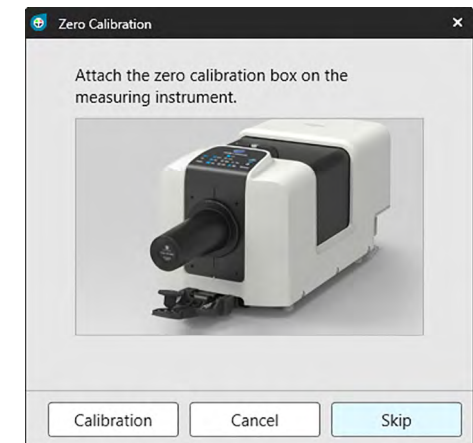 Zero Calibration
Attach the zero calibration box on the
measuring instrument.
Calibration
Cancel
Skip